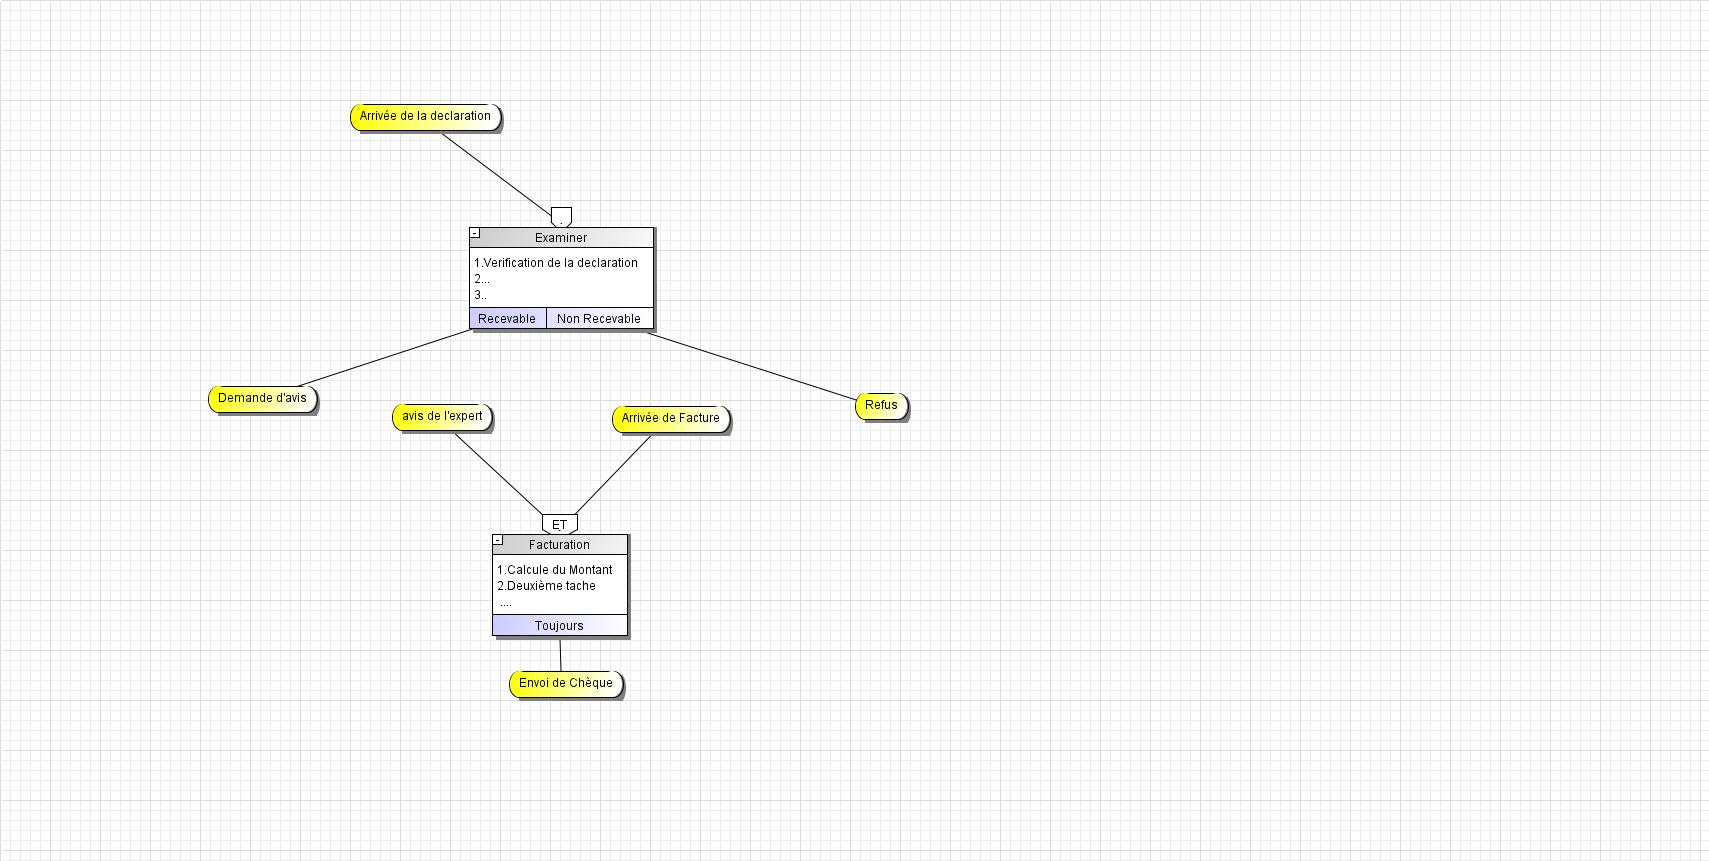 Arrivée de la declaration
Examiner
1.Verification de la declaration
2...
3..
Recevable
Non Recevable
Demande d'avis
avis de l'expert
Arrivée de Facture
Refus
ET
Facturation
1.Calcule du Montant
2.Deuxième tache
....
Toujours
Envoi de Chèque